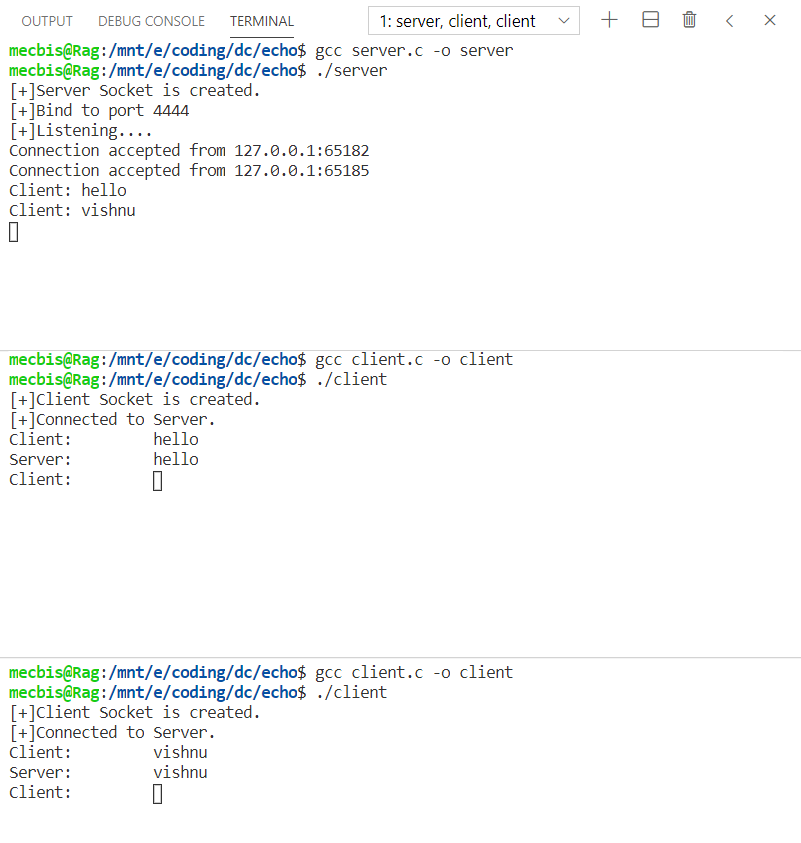 OUTPUT DEBUG CONSOLE TERMINAL 1: server, client, client
mecbis@Rag:/mnt/e/coding/dc/echo$ gcc server.c -o server
mecbis@Rag:/mnt/e/coding/dc/echo$ ./server
[+]Server Socket is created.
[+]Bind to port 4444
[+]Listening....
Connection accepted from 127.0.0.1:65182
Connection accepted from 127.0.0.1:65185
Client: hello
Client: vishnu
mecbis@Rag:/mnt/e/coding/dc/echo$ gcc client.c -o client
mecbis@Rag:/mnt/e/coding/dc/echo$ ./client
[+]Client Socket is created.
[+]Connected to Server.
Client: hello
Server: hello
Client:
mecbis@Rag:/mnt/e/coding/dc/echo$ gcc client.c -o client
mecbis@Rag:/mnt/e/coding/dc/echo$ ./client
[+]Client Socket is created.
[+]Connected to Server.
Client: vishnu
Server: vishnu
Client: